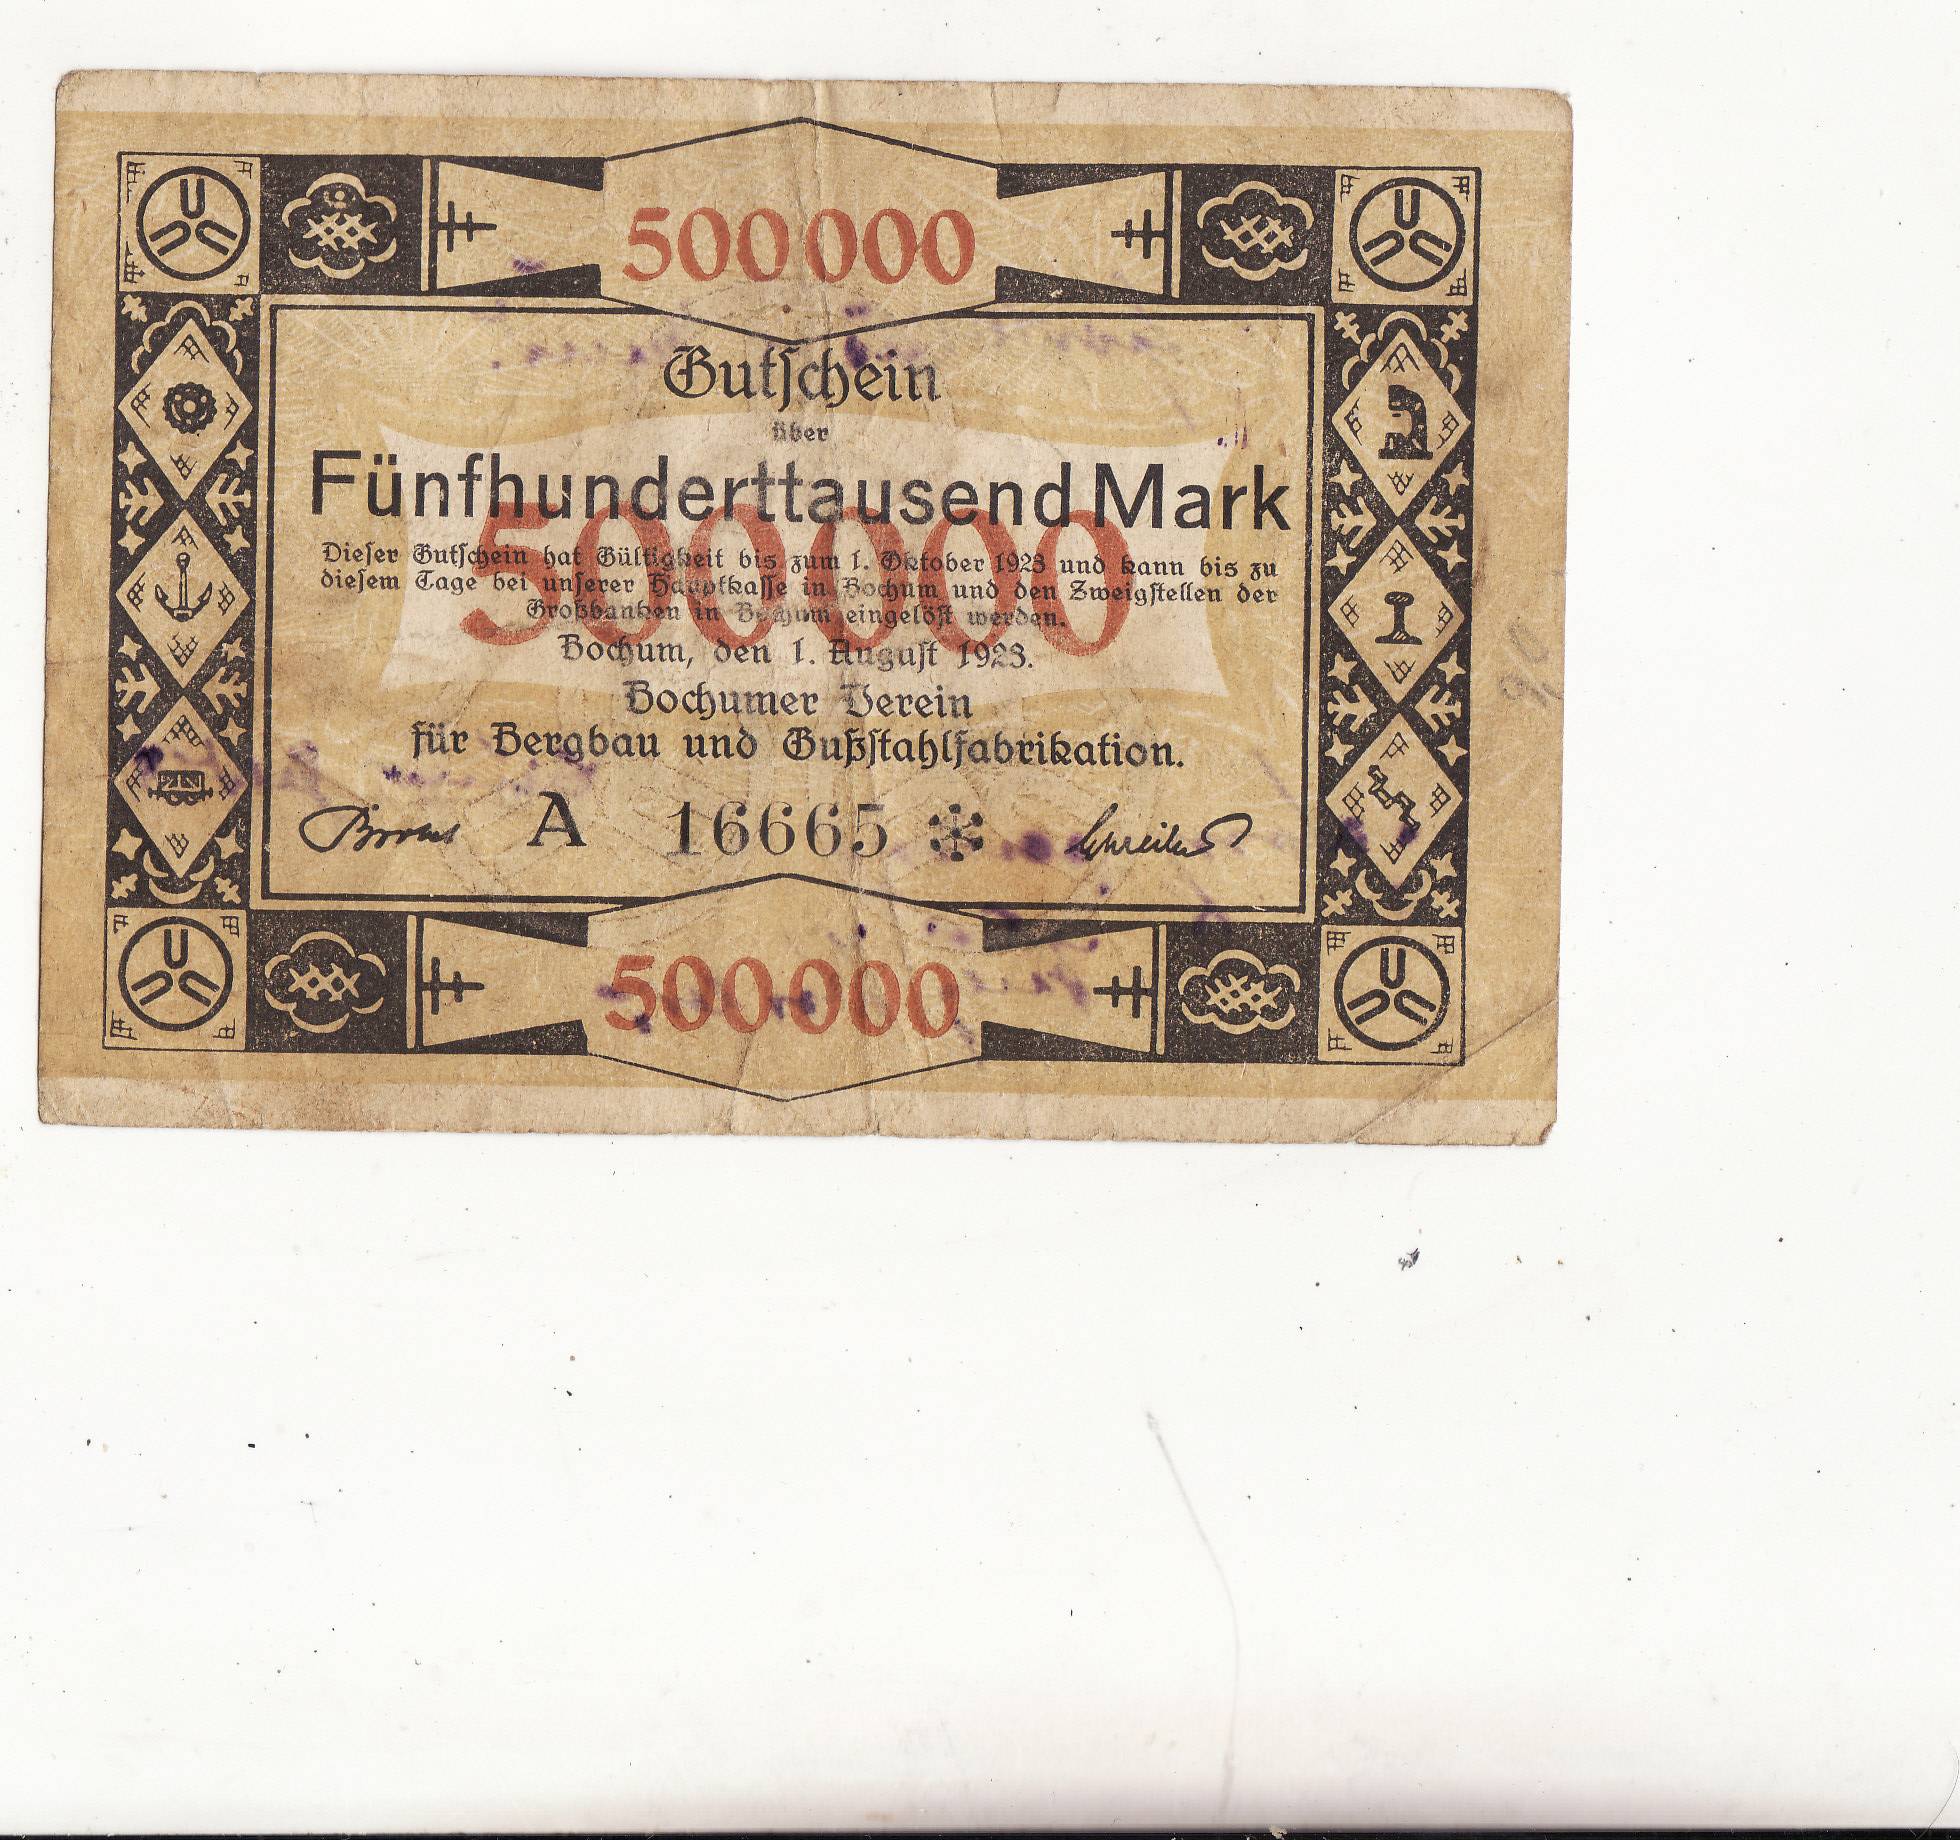 500000
Gutschein
über
Fünfhunderttausend Mark
500000
Dieser Gutschein hat Gültigkeit bis zum 1. Oktober 1923 und kann bis zu
diesem Tage bei unserer Hauptkasse in Bochum und den Zweigstellen der
Großbanken in Bochum eingelöst werden.
Bochum, den 1. August 1923.
Bochumer Verein
für Bergbau und Gußstahlfabrikation.
A 16665
500000